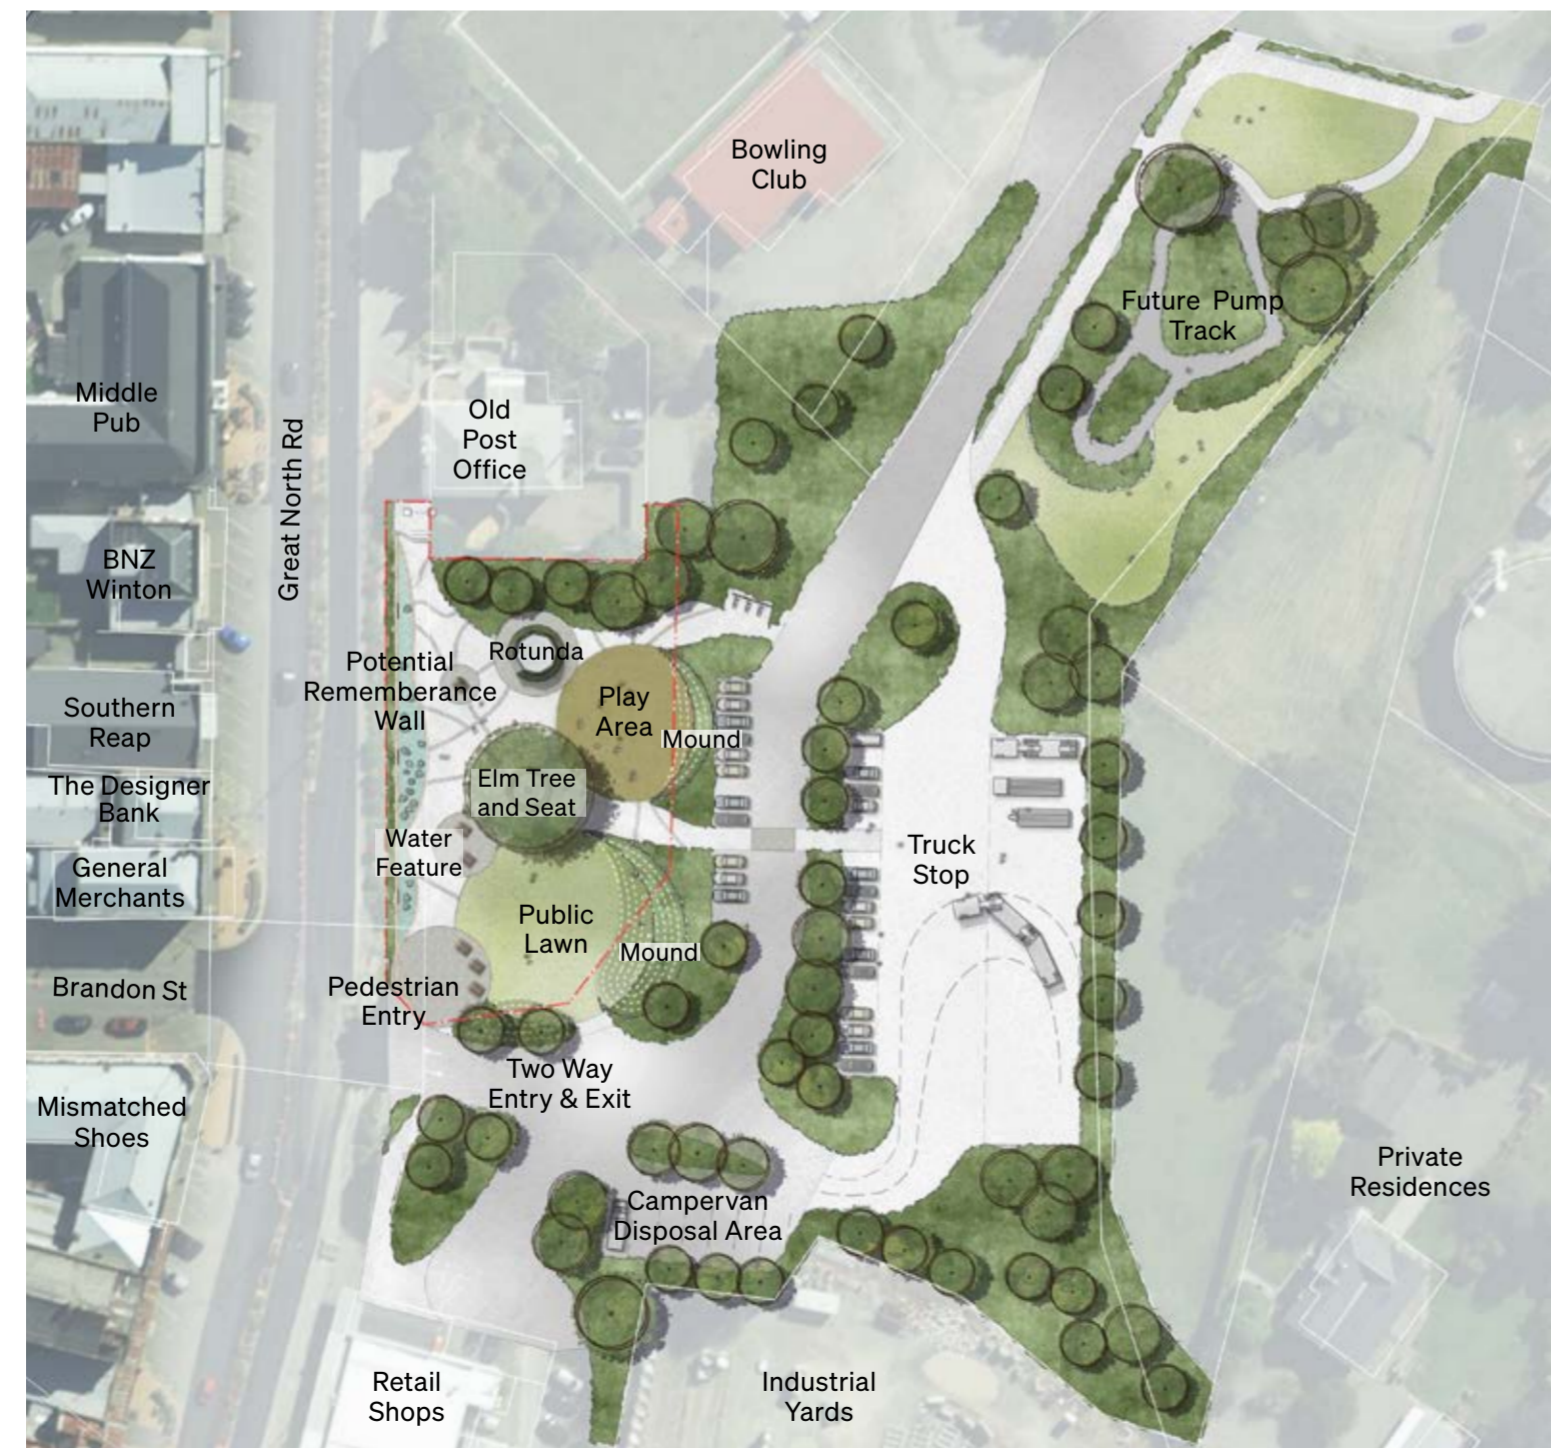 Bowling
Club
Future Pump
Track
Middle
Pub
Old
Post
Office
Great North Rd
BNZ
Winton
Rotunda
Potential
Rememberance
Wall
Play
Area
Mound
Southern
Reap
The Designer
Bank
Elm Tree
and Seat
Water
Feature
Truck
Stop
General
Merchants
Public
Lawn
Mound
Brandon St
Pedestrian
Entry
Two Way
Entry & Exit
Mismatched
Shoes
Private
Residences
Campervan
Disposal Area
Retail
Shops
Industrial
Yards